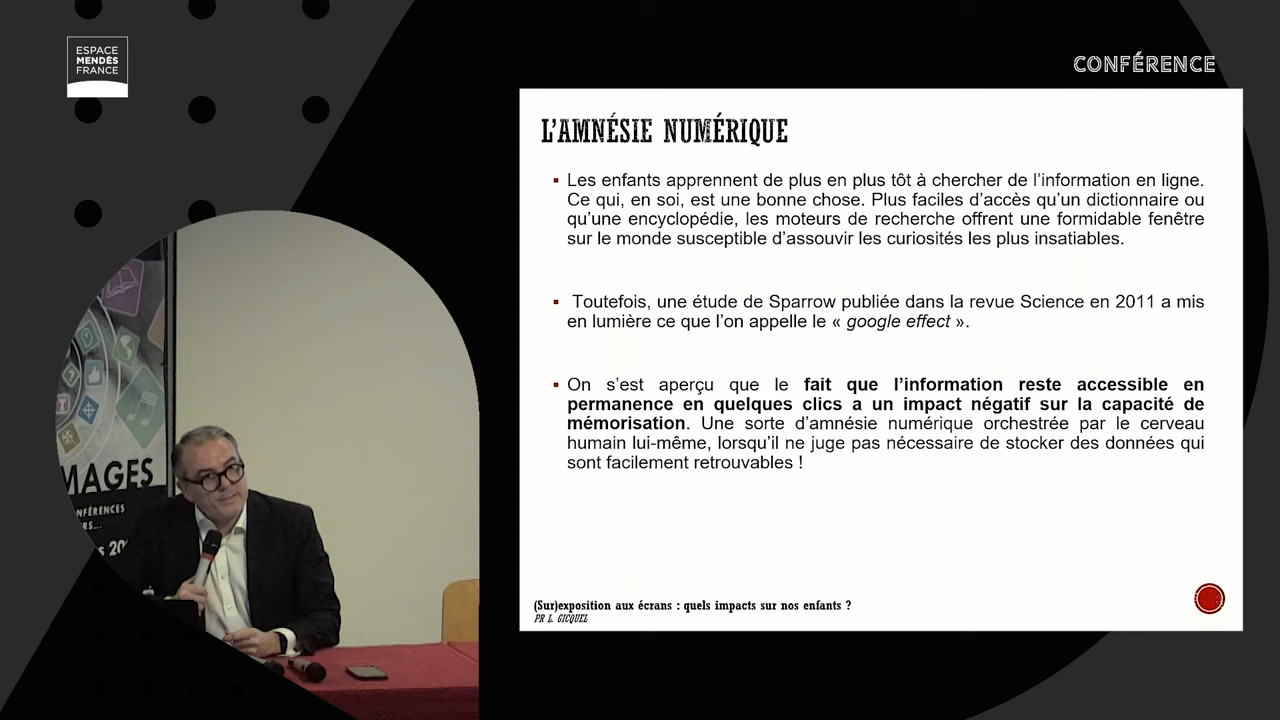 ESPACE
MENDÈS
FRANCE
CONFÉRENCE
L'AMNÉSIE NUMÉRIQUE
▪ Les enfants apprennent de plus en plus tôt à chercher de l'information en ligne.
Ce qui, en soi, est une bonne chose. Plus faciles d'accès qu'un dictionnaire ou
qu'une encyclopédie, les moteurs de recherche offrent une formidable fenêtre
sur le monde susceptible d'assouvir les curiosités les plus insatiables.
▪ Toutefois, une étude de Sparrow publiée dans la revue Science en 2011 a mis
en lumière ce que l'on appelle le « google effect ».
▪ On s'est aperçu que le fait que l'information reste accessible en
permanence en quelques clics a un impact négatif sur la capacité de
mémorisation. Une sorte d'amnésie numérique orchestrée par le cerveau
humain lui-même, lorsqu'il ne juge pas nécessaire de stocker des données qui
sont facilement retrouvables !
(Sur)exposition aux écrans : quels impacts sur nos enfants ?
PR L. GICQUEL
MAGES
NFÉRENCES
RS...
s 20